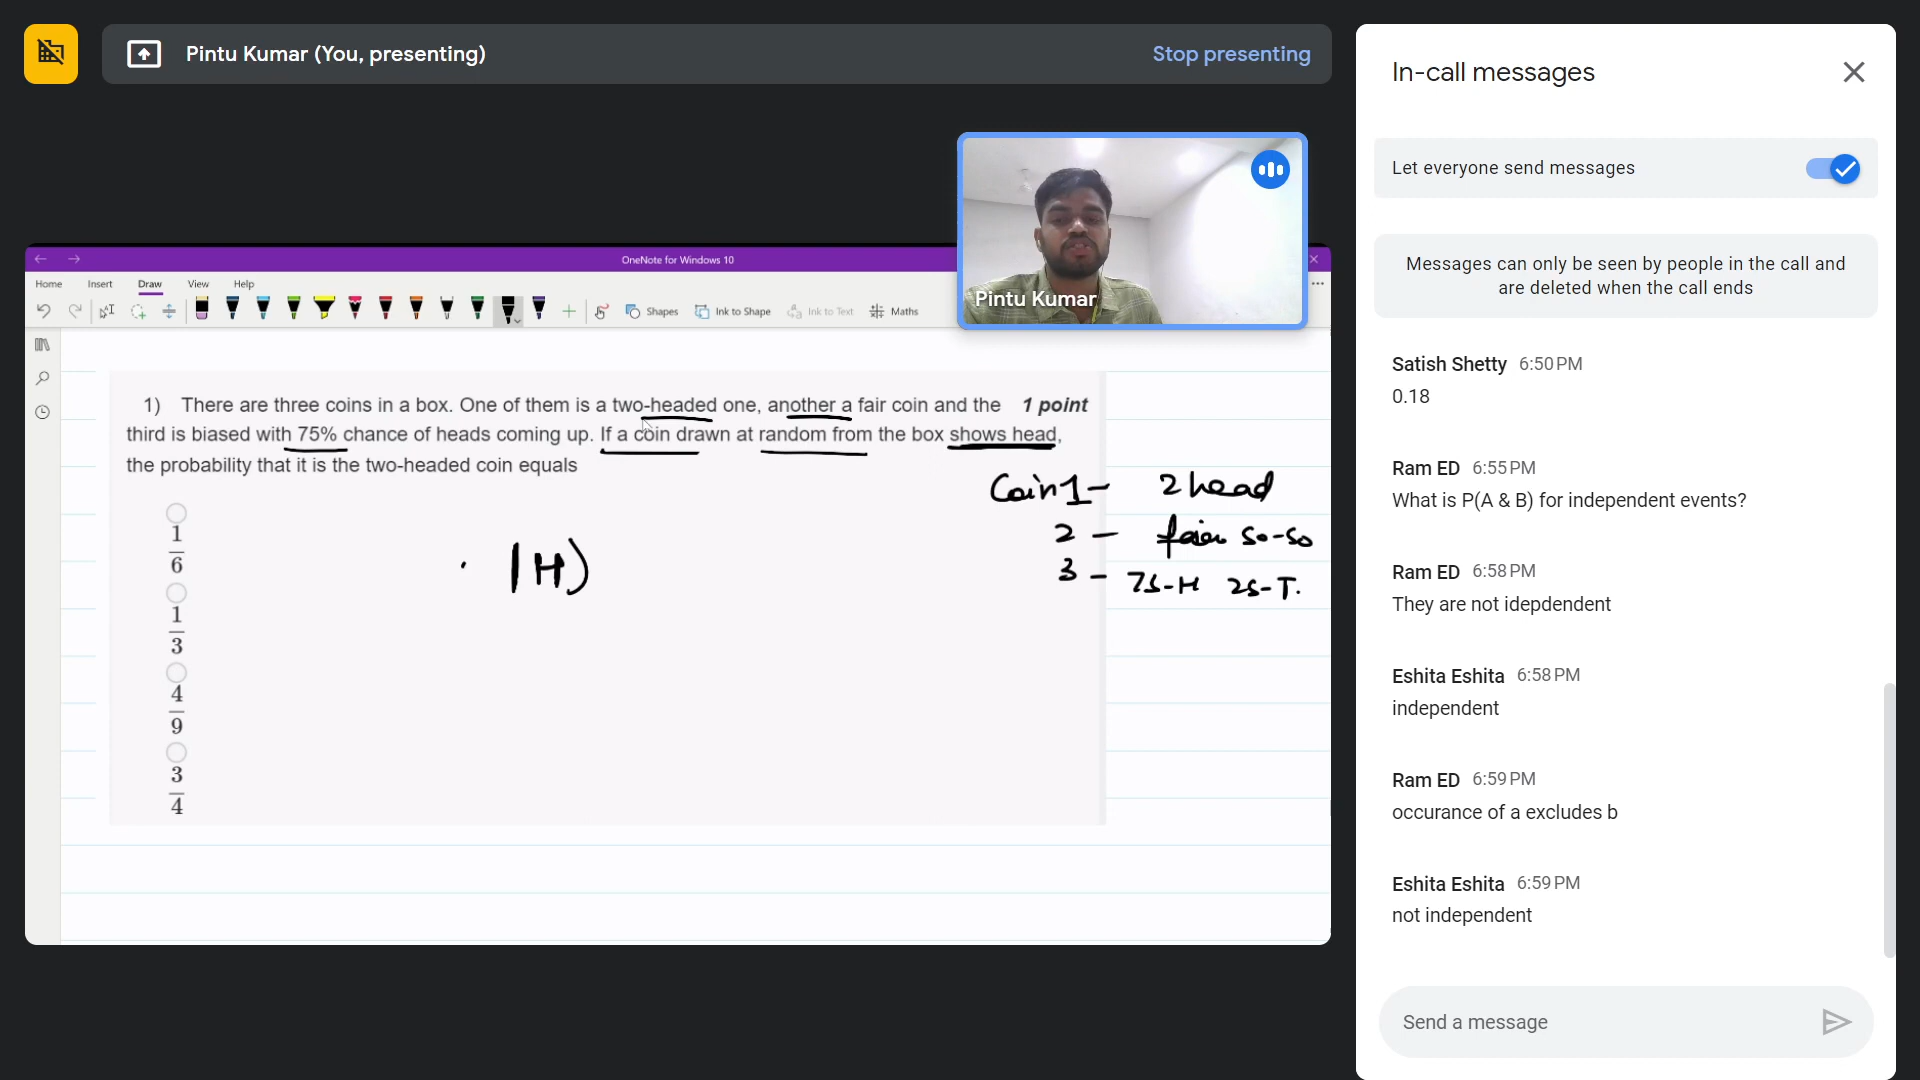 Pintu Kumar (You, presenting)
Stop presenting
In-call messages
Let everyone send messages
Messages can only be seen by people in the call and
are deleted when the call ends
Satish Shetty 6:50 PM
0.18
Ram ED 6:55 PM
What is P(A & B) for independent events?
Ram ED 6:58 PM
They are not idepdendent
Eshita Eshita 6:58 PM
independent
Ram ED 6:59 PM
occurance of a excludes b
Eshita Eshita 6:59 PM
not independent
Send a message
Pintu Kumar
OneNote for Windows 10
Home Insert Draw View Help
Shapes Ink to Shape Ink to Text Maths
1) There are three coins in a box. One of them is a two-headed one, another a fair coin and the 1 point
third is biased with 75% chance of heads coming up. If a coin drawn at random from the box shows head,
the probability that it is the two-headed coin equals
1/6
1/3
4/9
3/4
| H)
Coin 1 - 2 head
2 - fair 50-50
3 - 75-H 25-T.